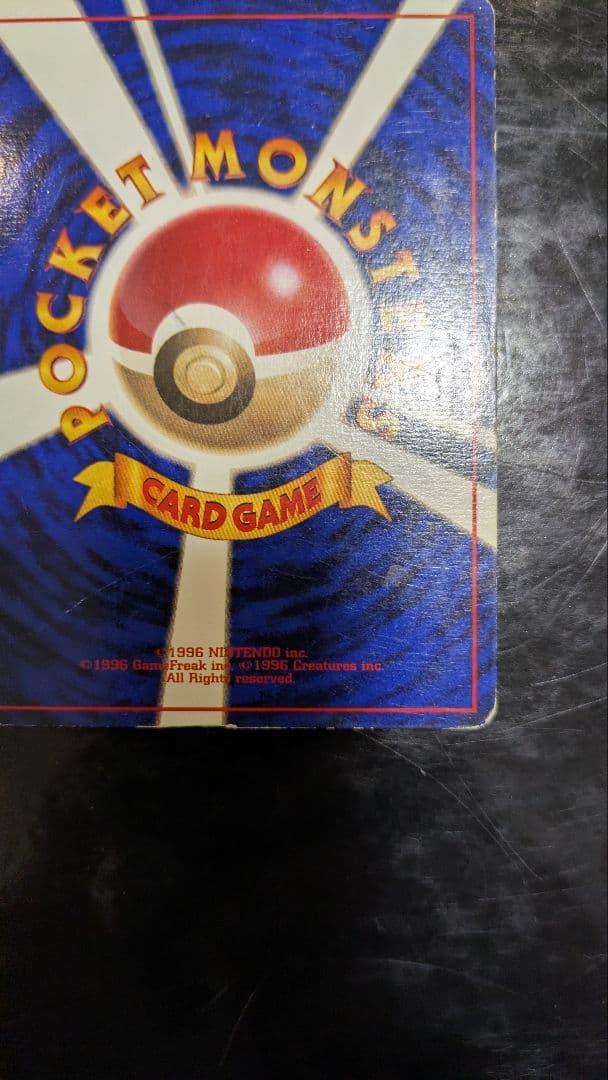 POCKET MONSTERS
CARD GAME
©1996 NINTENDO inc.
©1996 GameFreak inc. ©1996 Creatures inc.
All Rights reserved.